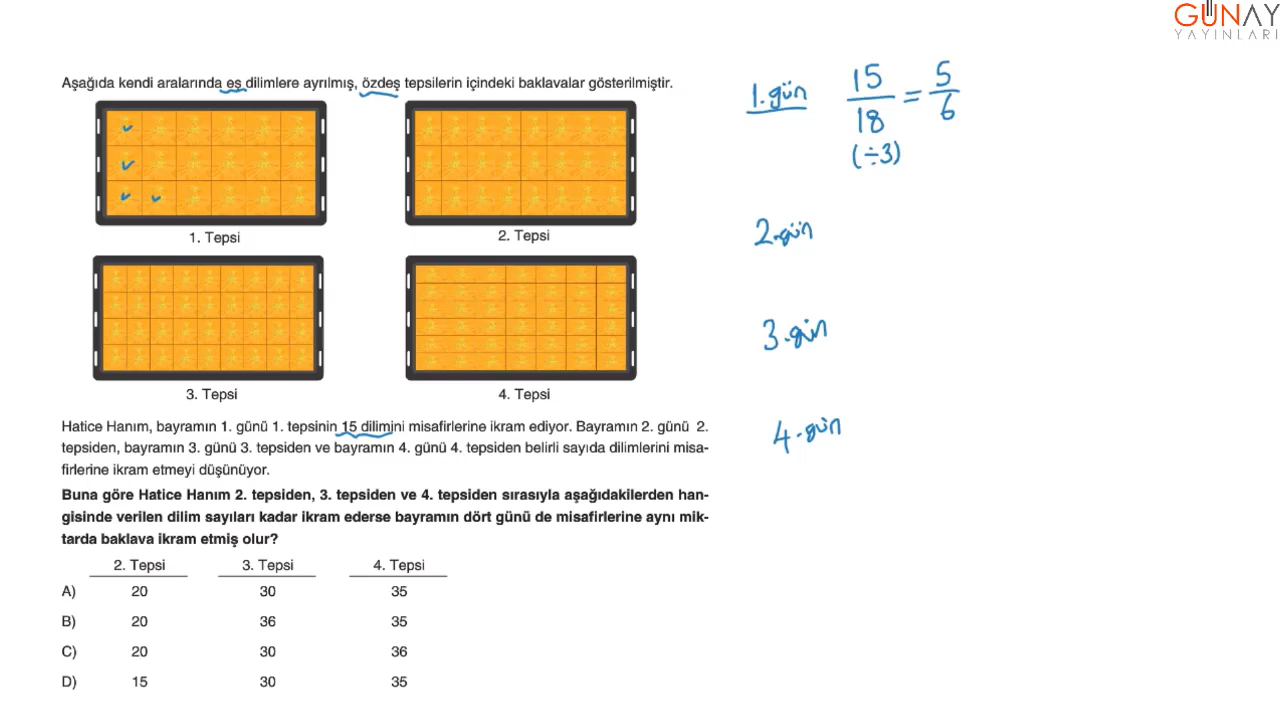 GÜNAY
YAYINLARI
Aşağıda kendi aralarında eş dilimlere ayrılmış, özdeş tepsilerin içindeki baklavalar gösterilmiştir.
1. Tepsi
2. Tepsi
3. Tepsi
4. Tepsi
Hatice Hanım, bayramın 1. günü 1. tepsinin 15 dilimini misafirlerine ikram ediyor. Bayramın 2. günü 2.
tepsiden, bayramın 3. günü 3. tepsiden ve bayramın 4. günü 4. tepsiden belirli sayıda dilimlerini misa-
firlerine ikram etmeyi düşünüyor.
Buna göre Hatice Hanım 2. tepsiden, 3. tepsiden ve 4. tepsiden sırasıyla aşağıdakilerden han-
gisinde verilen dilim sayıları kadar ikram ederse bayramın dört günü de misafirlerine aynı mik-
tarda baklava ikram etmiş olur?
2. Tepsi 3. Tepsi 4. Tepsi
A) 20 30 35
B) 20 36 35
C) 20 30 36
D) 15 30 35
1.gün 15/18 = 5/6
(÷3)
2.gün
3.gün
4.gün